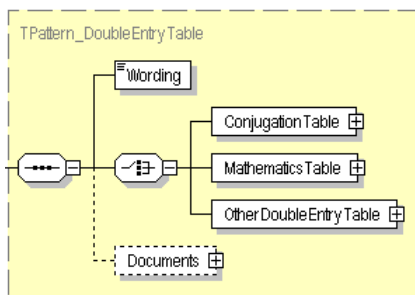 TPattern_DoubleEntryTable
Wording
ConjugationTable
MathematicsTable
OtherDoubleEntryTable
Documents